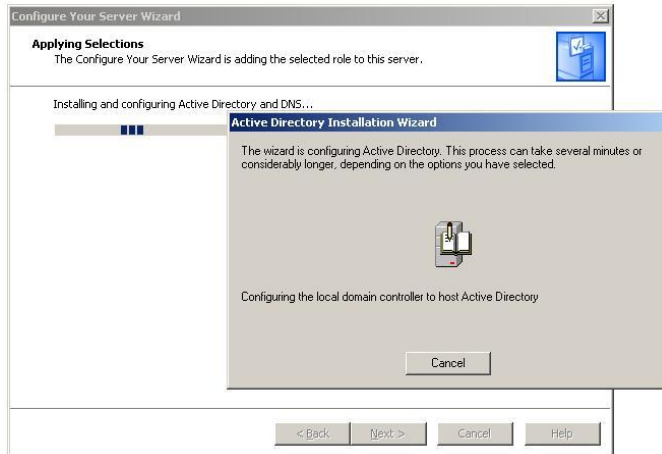 Configure Your Server Wizard
Applying Selections
The Configure Your Server Wizard is adding the selected role to this server.
Installing and configuring Active Directory and DNS...
Active Directory Installation Wizard
The wizard is configuring Active Directory. This process can take several minutes or
considerably longer, depending on the options you have selected.
Configuring the local domain controller to host Active Directory
Cancel
< Back
Next >
Cancel
Help